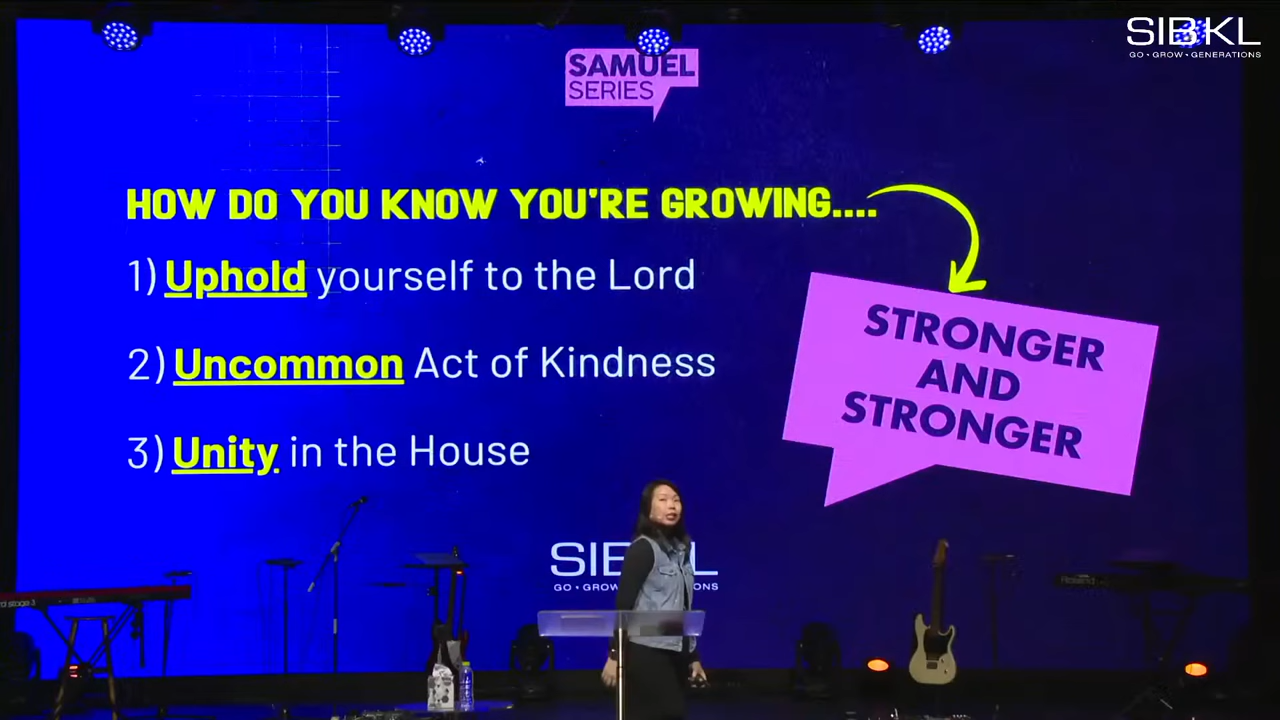 SIBKL
GO • GROW • GENERATIONS
SAMUEL
SERIES
HOW DO YOU KNOW YOU'RE GROWING....
1) Uphold yourself to the Lord
2) Uncommon Act of Kindness
3) Unity in the House
STRONGER
AND
STRONGER
Roland